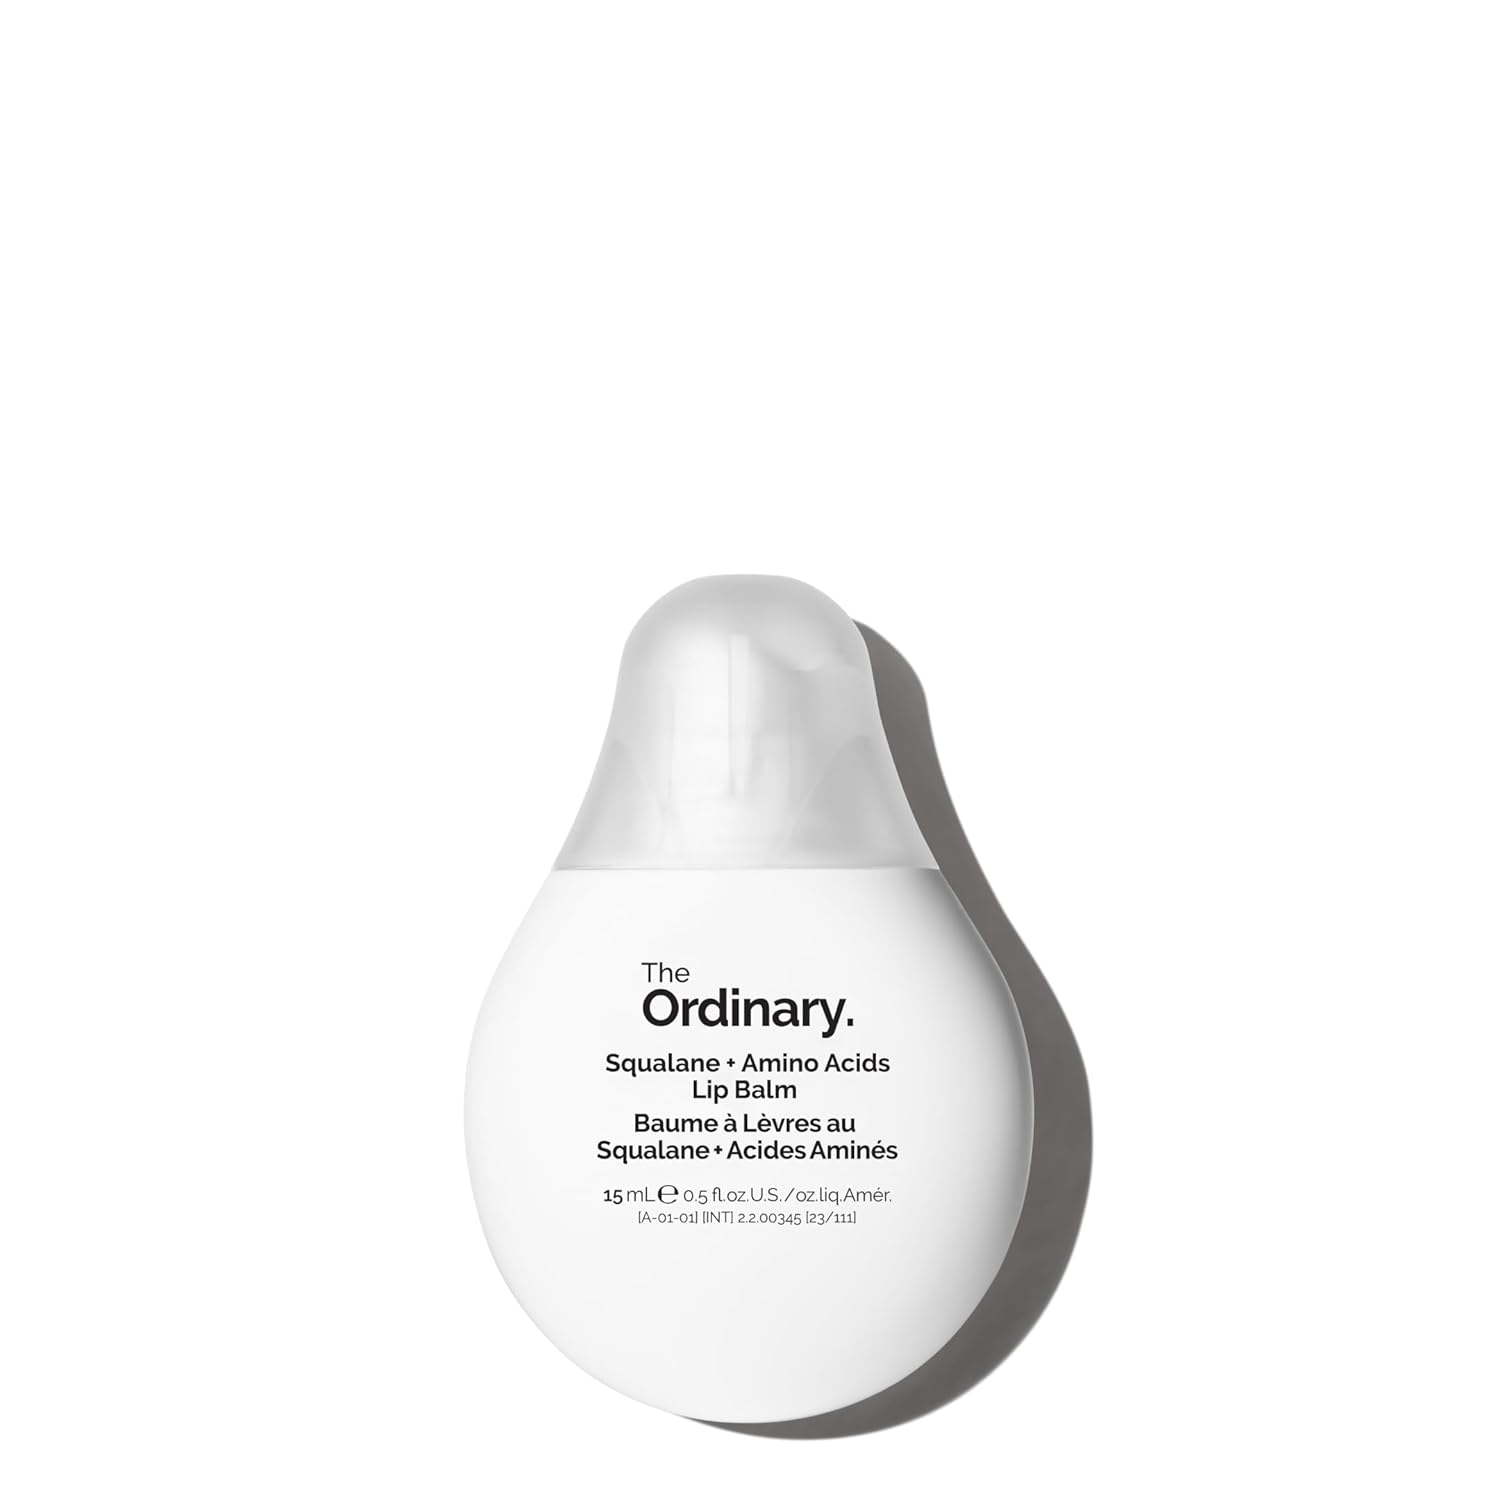 The
Ordinary.
Squalane + Amino Acids
Lip Balm
Baume à Lèvres au
Squalane + Acides Aminés
15 mL ℮ 0.5 fl.oz.U.S./oz.liq.Amér.
[A-01-01] [INT] 2.2.00345 [23/111]